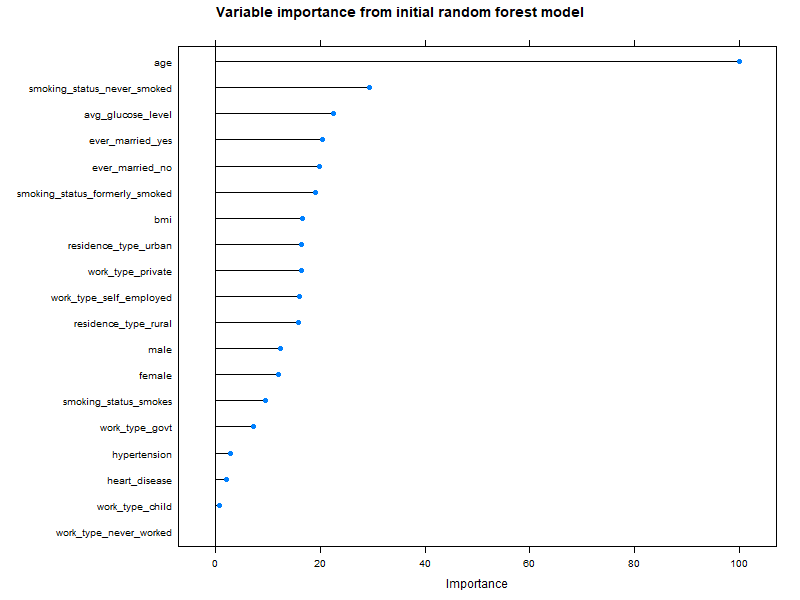 Variable importance from initial random forest model
age
smoking_status_never_smoked
avg_glucose_level
ever_married_yes
ever_married_no
smoking_status_formerly_smoked
bmi
residence_type_urban
work_type_private
work_type_self_employed
residence_type_rural
male
female
smoking_status_smokes
work_type_govt
hypertension
heart_disease
work_type_child
work_type_never_worked
0 20 40 60 80 100
Importance